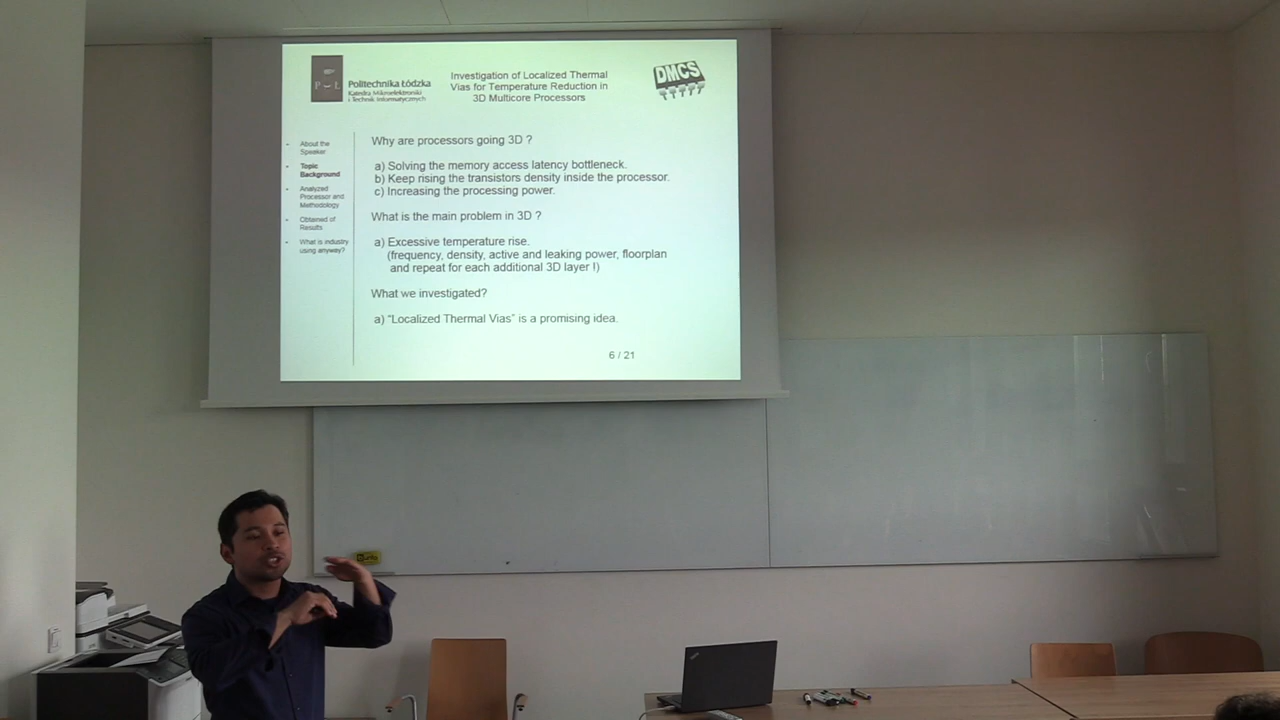 Politechnika Łódzka
Katedra Mikroelektroniki
i Technik Informatycznych
Investigation of Localized Thermal
Vias for Temperature Reduction in
3D Multicore Processors
DMCS
- About the
Speaker
- Topic
Background
- Analyzed
Processor and
Methodology
- Obtained of
Results
- What is industry
using anyway?
Why are processors going 3D ?
a) Solving the memory access latency bottleneck.
b) Keep rising the transistors density inside the processor.
c) Increasing the processing power.
What is the main problem in 3D ?
a) Excessive temperature rise.
(frequency, density, active and leaking power, floorplan
and repeat for each additional 3D layer !)
What we investigated?
a) “Localized Thermal Vias” is a promising idea.
6 / 21